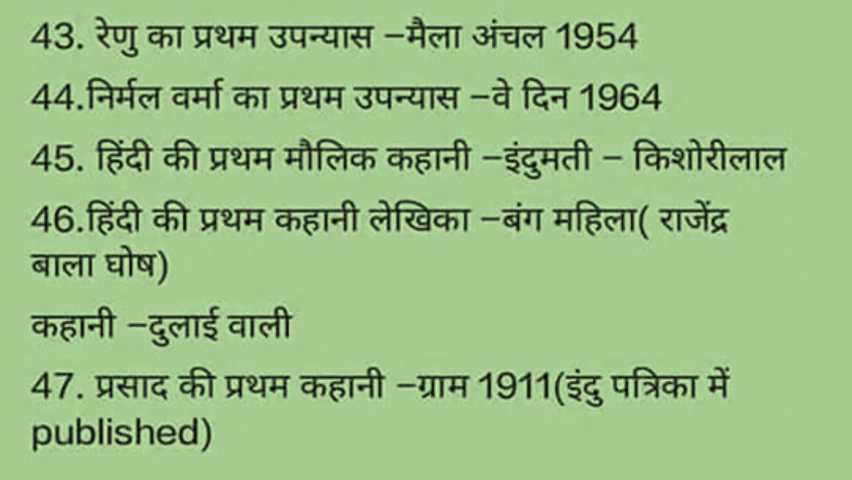 43. रेणु का प्रथम उपन्यास –मैला अंचल 1954
44.निर्मल वर्मा का प्रथम उपन्यास –वे दिन 1964
45. हिंदी की प्रथम मौलिक कहानी –इंदुमती – किशोरीलाल
46.हिंदी की प्रथम कहानी लेखिका –बंग महिला( राजेंद्र
बाला घोष)
कहानी –दुलाई वाली
47. प्रसाद की प्रथम कहानी –ग्राम 1911(इंदु पत्रिका में
published)